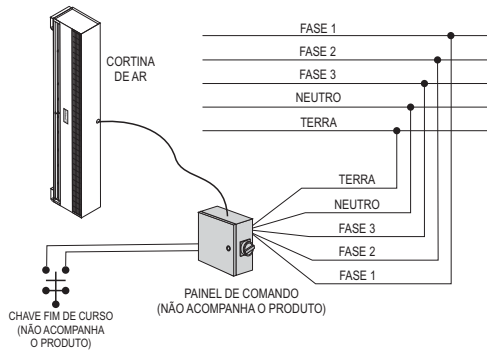 CORTINA
DE AR
FASE 1
FASE 2
FASE 3
NEUTRO
TERRA
TERRA
NEUTRO
FASE 3
FASE 2
FASE 1
PAINEL DE COMANDO
(NÃO ACOMPANHA O PRODUTO)
CHAVE FIM DE CURSO
(NÃO ACOMPANHA
O PRODUTO)